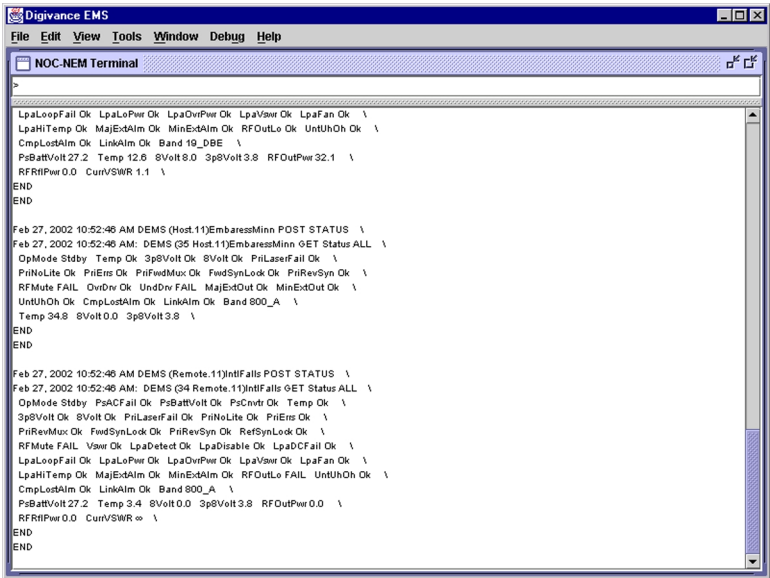 Digivance EMS
File Edit View Tools Window Debug Help
NOC-NEM Terminal
>
LpaLoopFail Ok LpaLoPwr Ok LpaOvrPwr Ok LpaVswr Ok LpaFan Ok \
LpaHiTemp Ok MajExtAlm Ok MinExtAlm Ok RFOutLo Ok UntUhOh Ok \
CmpLostAlm Ok LinkAlm Ok Band 19_DBE \
PsBattVolt 27.2 Temp 12.6 8Volt 8.0 3p8Volt 3.8 RFOutPwr 32.1 \
RFRflPwr 0.0 CurrVSWR 1.1 \
END
END
Feb 27, 2002 10:52:46 AM DEMS (Host.11)EmbaressMinn POST STATUS \
Feb 27, 2002 10:52:46 AM: DEMS (35 Host.11)EmbaressMinn GET Status ALL \
OpMode Stdby Temp Ok 3p8Volt Ok 8Volt Ok PriLaserFail Ok \
PriNoLite Ok PriErrs Ok PriFwdMux Ok FwdSynLock Ok PriRevSyn Ok \
RFMute FAIL OvrDrv Ok UndDrv FAIL MajExtOut Ok MinExtOut Ok \
UntUhOh Ok CmpLostAlm Ok LinkAlm Ok Band 800_A \
Temp 34.8 8Volt 0.0 3p8Volt 3.8 \
END
END
Feb 27, 2002 10:52:46 AM DEMS (Remote.11)IntlFalls POST STATUS \
Feb 27, 2002 10:52:46 AM: DEMS (34 Remote.11)IntlFalls GET Status ALL \
OpMode Stdby PsACFail Ok PsBattVolt Ok PsCnvtr Ok Temp Ok \
3p8Volt Ok 8Volt Ok PriLaserFail Ok PriNoLite Ok PriErrs Ok \
PriRevMux Ok FwdSynLock Ok PriRevSyn Ok RefSynLock Ok \
RFMute FAIL Vswr Ok LpaDetect Ok LpaDisable Ok LpaDCFail Ok \
LpaLoopFail Ok LpaLoPwr Ok LpaOvrPwr Ok LpaVswr Ok LpaFan Ok \
LpaHiTemp Ok MajExtAlm Ok MinExtAlm Ok RFOutLo FAIL UntUhOh Ok \
CmpLostAlm Ok LinkAlm Ok Band 800_A \
PsBattVolt 27.2 Temp 3.4 8Volt 0.0 3p8Volt 3.8 RFOutPwr 0.0 \
RFRflPwr 0.0 CurrVSWR ∞ \
END
END